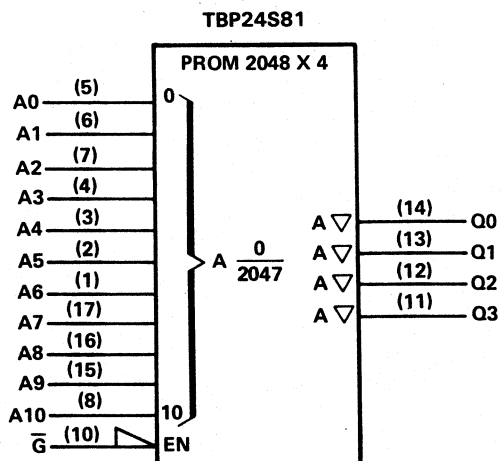 TBP24S81
PROM 2048 X 4
A0 (5) 0
A1 (6)
A2 (7)
A3 (4)
A4 (3)
A5 (2)
A6 (1)
A7 (17)
A8 (16)
A9 (15)
A10 (8) 10
G̅ (10) EN
A 0/2047
A ▽ (14) Q0
A ▽ (13) Q1
A ▽ (12) Q2
A ▽ (11) Q3